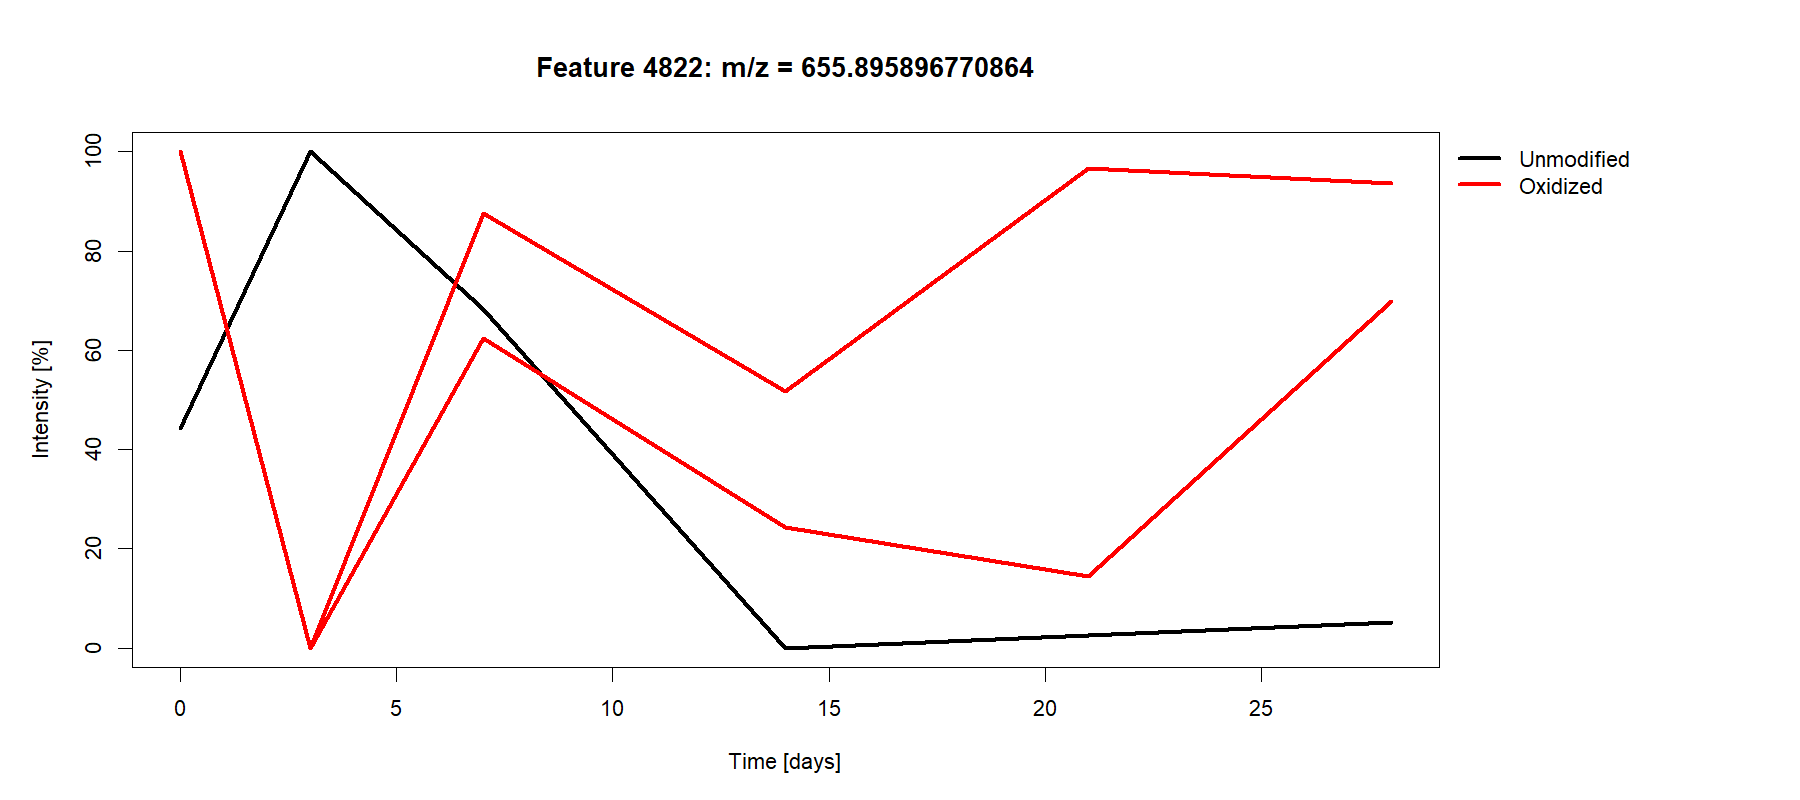 Feature 4822: m/z = 655.895896770864
Unmodified
Oxidized
Intensity [%]
100
80
60
40
20
0
0 5 10 15 20 25
Time [days]